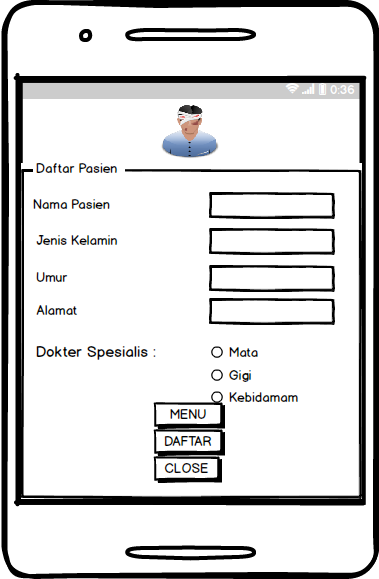 0:36
Daftar Pasien
Nama Pasien
Jenis Kelamin
Umur
Alamat
Dokter Spesialis : Mata
Gigi
Kebidamam
MENU
DAFTAR
CLOSE